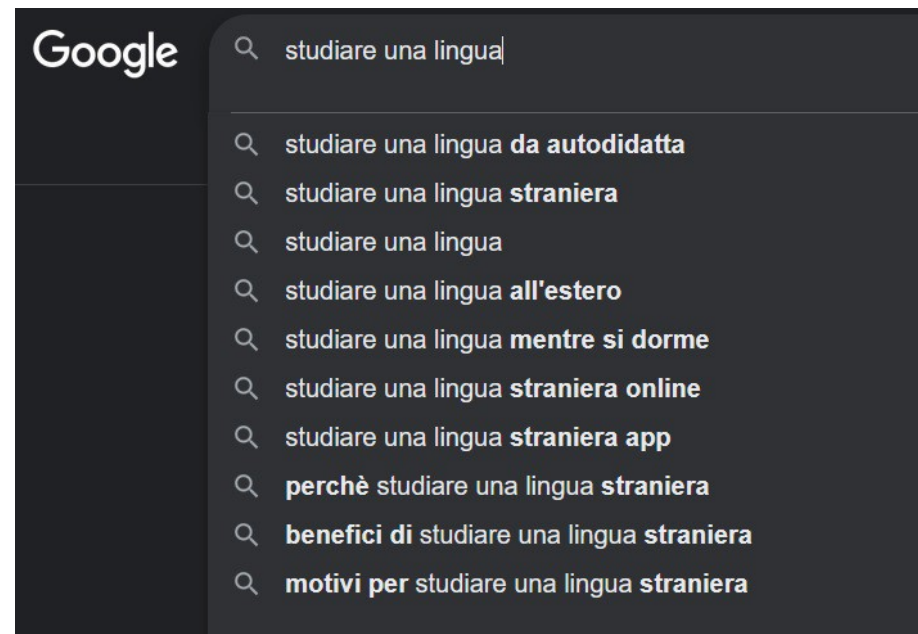 Google
studiare una lingua
studiare una lingua da autodidatta
studiare una lingua straniera
studiare una lingua
studiare una lingua all'estero
studiare una lingua mentre si dorme
studiare una lingua straniera online
studiare una lingua straniera app
perchè studiare una lingua straniera
benefici di studiare una lingua straniera
motivi per studiare una lingua straniera